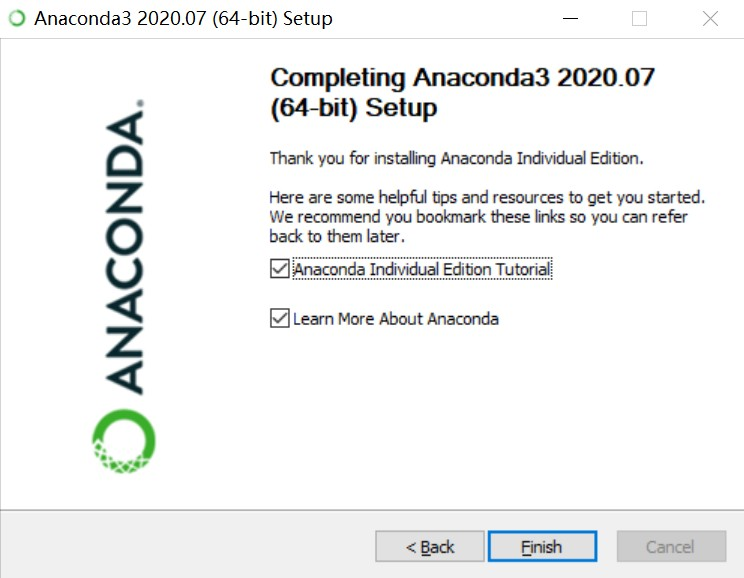 Anaconda3 2020.07 (64-bit) Setup
ANACONDA.
Completing Anaconda3 2020.07
(64-bit) Setup
Thank you for installing Anaconda Individual Edition.
Here are some helpful tips and resources to get you started.
We recommend you bookmark these links so you can refer
back to them later.
Anaconda Individual Edition Tutorial
Learn More About Anaconda
< Back
Finish
Cancel